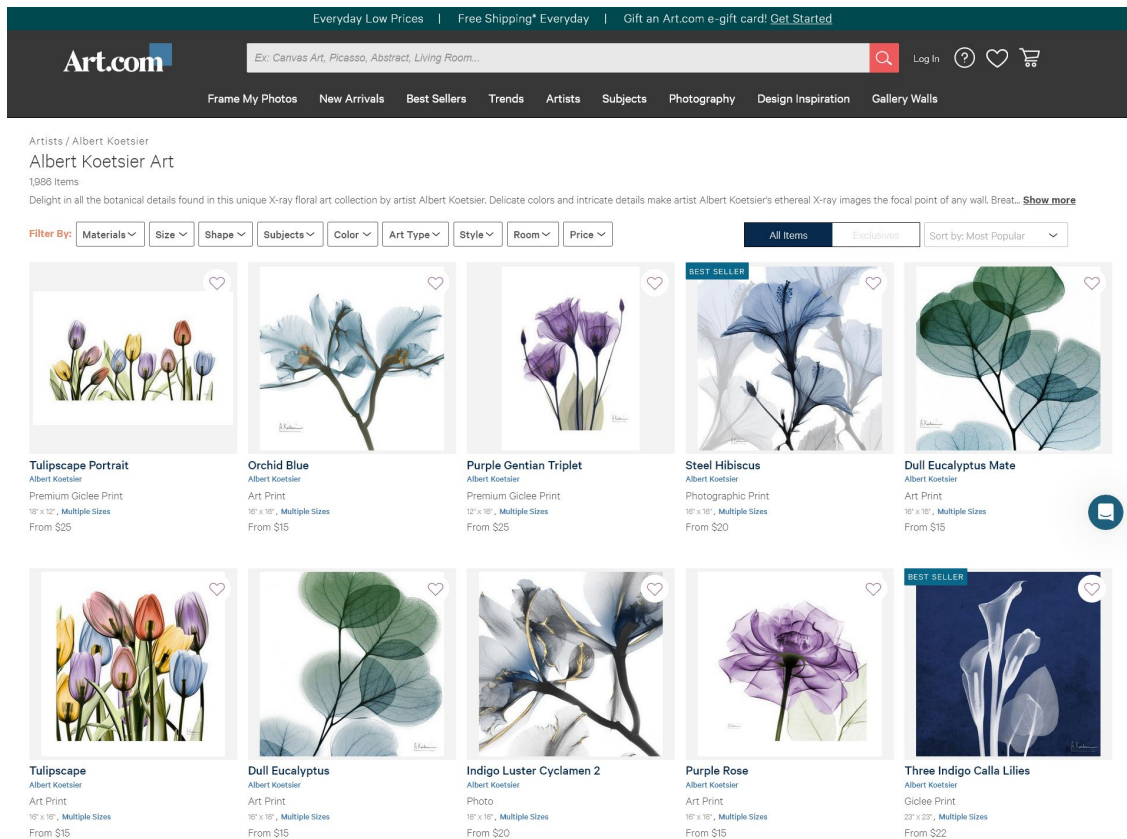 Everyday Low Prices | Free Shipping* Everyday | Gift an Art.com e-gift card! Get Started
Art.com
Ex: Canvas Art, Picasso, Abstract, Living Room...
Log In
Frame My Photos New Arrivals Best Sellers Trends Artists Subjects Photography Design Inspiration Gallery Walls
Artists / Albert Koetsier
Albert Koetsier Art
1,986 Items
Delight in all the botanical details found in this unique X-ray floral art collection by artist Albert Koetsier. Delicate colors and intricate details make artist Albert Koetsier's ethereal X-ray images the focal point of any wall. Breat... Show more
Filter By: Materials Size Shape Subjects Color Art Type Style Room Price All Items Exclusives Sort by: Most Popular
BEST SELLER
Tulipscape Portrait Orchid Blue Purple Gentian Triplet Steel Hibiscus Dull Eucalyptus Mate
Albert Koetsier Albert Koetsier Albert Koetsier Albert Koetsier Albert Koetsier
Premium Giclee Print Art Print Premium Giclee Print Photographic Print Art Print
18" x 12", Multiple Sizes 16" x 16", Multiple Sizes 12" x 16", Multiple Sizes 16" x 16", Multiple Sizes 16" x 16", Multiple Sizes
From $25 From $15 From $25 From $20 From $15
BEST SELLER
Tulipscape Dull Eucalyptus Indigo Luster Cyclamen 2 Purple Rose Three Indigo Calla Lilies
Albert Koetsier Albert Koetsier Albert Koetsier Albert Koetsier Albert Koetsier
Art Print Art Print Photo Art Print Giclee Print
16" x 16", Multiple Sizes 16" x 16", Multiple Sizes 16" x 16", Multiple Sizes 16" x 16", Multiple Sizes 23" x 23", Multiple Sizes
From $15 From $15 From $20 From $15 From $22